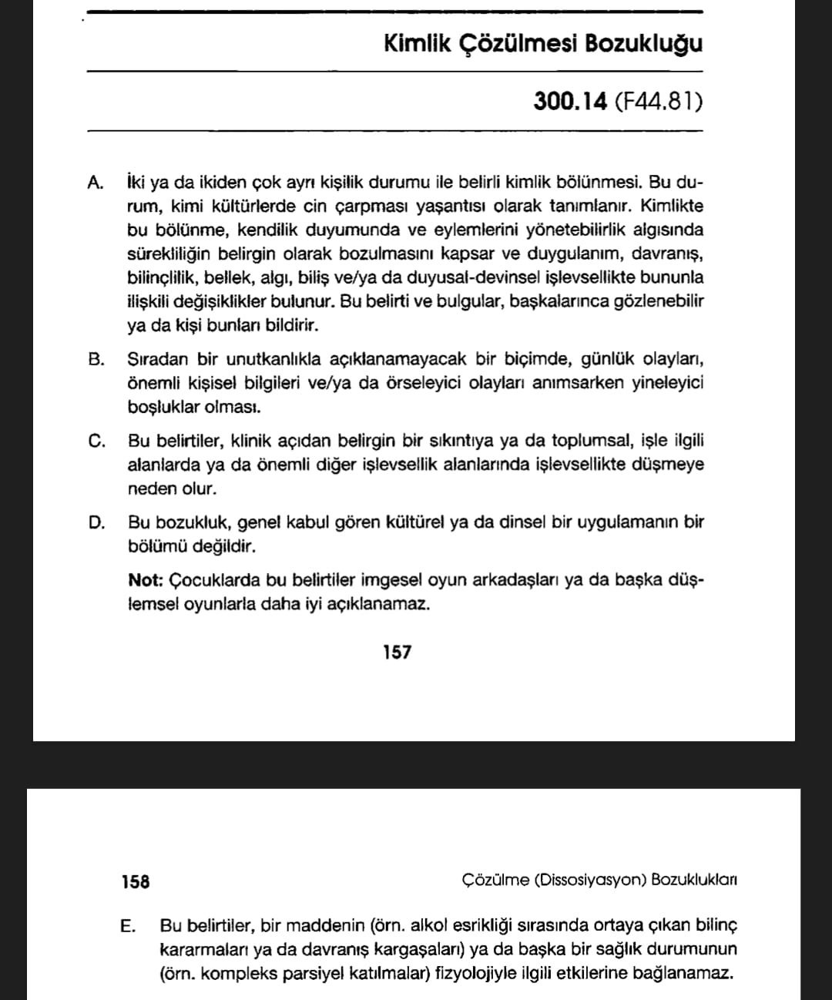 Kimlik Çözülmesi Bozukluğu
300.14 (F44.81)
A. İki ya da ikiden çok ayrı kişilik durumu ile belirli kimlik bölünmesi. Bu du-
rum, kimi kültürlerde cin çarpması yaşantısı olarak tanımlanır. Kimlikte
bu bölünme, kendilik duyumunda ve eylemlerini yönetebilirlik algısında
sürekliliğin belirgin olarak bozulmasını kapsar ve duygulanım, davranış,
bilinçlilik, bellek, algı, biliş ve/ya da duyusal-devinsel işlevsellikte bununla
ilişkili değişiklikler bulunur. Bu belirti ve bulgular, başkalarınca gözlenebilir
ya da kişi bunları bildirir.
B. Sıradan bir unutkanlıkla açıklanamayacak bir biçimde, günlük olayları,
önemli kişisel bilgileri ve/ya da örseleyici olayları anımsarken yineleyici
boşluklar olması.
C. Bu belirtiler, klinik açıdan belirgin bir sıkıntıya ya da toplumsal, işle ilgili
alanlarda ya da önemli diğer işlevsellik alanlarında işlevsellikte düşmeye
neden olur.
D. Bu bozukluk, genel kabul gören kültürel ya da dinsel bir uygulamanın bir
bölümü değildir.
Not: Çocuklarda bu belirtiler imgesel oyun arkadaşları ya da başka düş-
lemsel oyunlarla daha iyi açıklanamaz.
157
158 Çözülme (Dissosiyasyon) Bozuklukları
E. Bu belirtiler, bir maddenin (örn. alkol esrikliği sırasında ortaya çıkan bilinç
kararmaları ya da davranış kargaşaları) ya da başka bir sağlık durumunun
(örn. kompleks parsiyel katılmalar) fizyolojiyle ilgili etkilerine bağlanamaz.